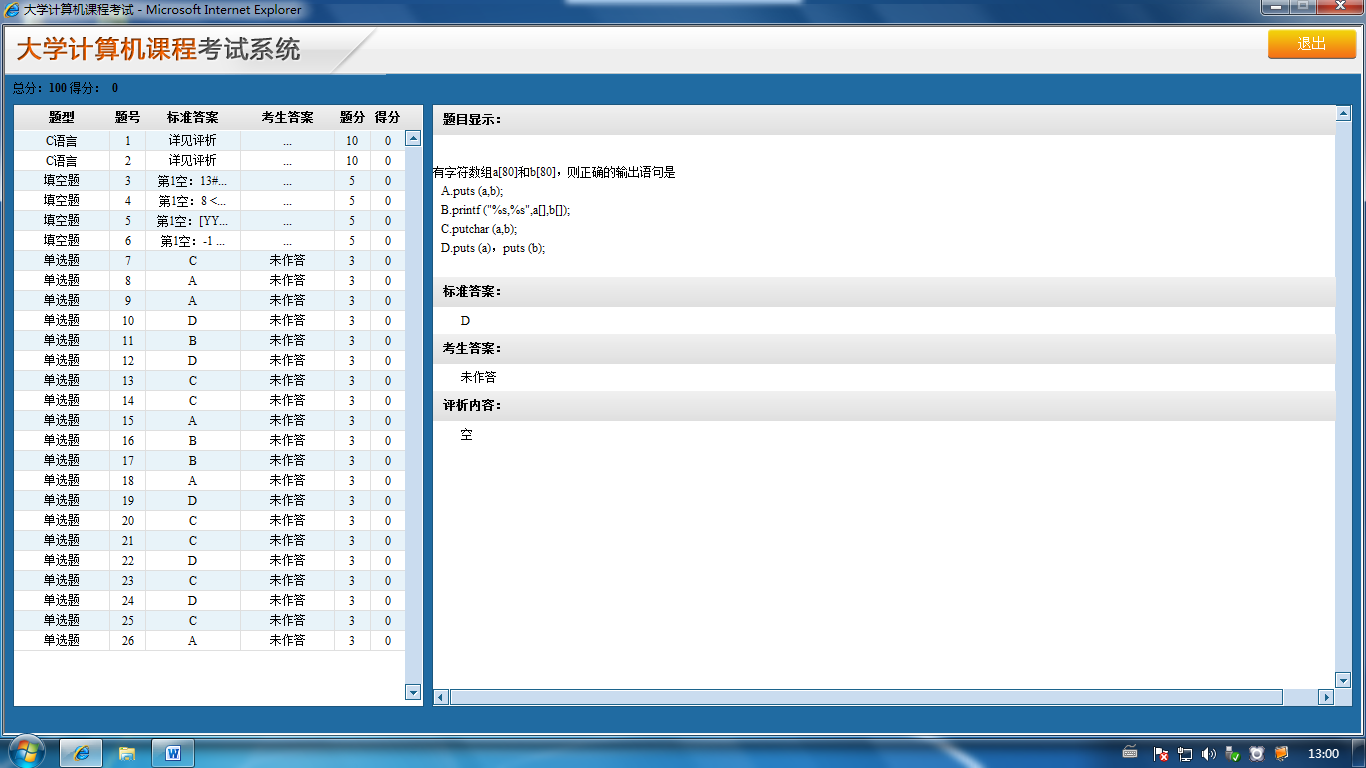 大学计算机课程考试 - Microsoft Internet Explorer
大学计算机课程考试系统
退出
总分：100 得分： 0
题型 题号 标准答案 考生答案 题分 得分
C语言 1 详见评析 ... 10 0
C语言 2 详见评析 ... 10 0
填空题 3 第1空：13#... ... 5 0
填空题 4 第1空：8 <... ... 5 0
填空题 5 第1空：[YY... ... 5 0
填空题 6 第1空：-1 ... ... 5 0
单选题 7 C 未作答 3 0
单选题 8 A 未作答 3 0
单选题 9 A 未作答 3 0
单选题 10 D 未作答 3 0
单选题 11 B 未作答 3 0
单选题 12 D 未作答 3 0
单选题 13 C 未作答 3 0
单选题 14 C 未作答 3 0
单选题 15 A 未作答 3 0
单选题 16 B 未作答 3 0
单选题 17 B 未作答 3 0
单选题 18 A 未作答 3 0
单选题 19 D 未作答 3 0
单选题 20 C 未作答 3 0
单选题 21 C 未作答 3 0
单选题 22 D 未作答 3 0
单选题 23 C 未作答 3 0
单选题 24 D 未作答 3 0
单选题 25 C 未作答 3 0
单选题 26 A 未作答 3 0
题目显示：
有字符数组a[80]和b[80]，则正确的输出语句是
A.puts (a,b);
B.printf ("%s,%s",a[],b[]);
C.putchar (a,b);
D.puts (a)，puts (b);
标准答案：
D
考生答案：
未作答
评析内容：
空
13:00